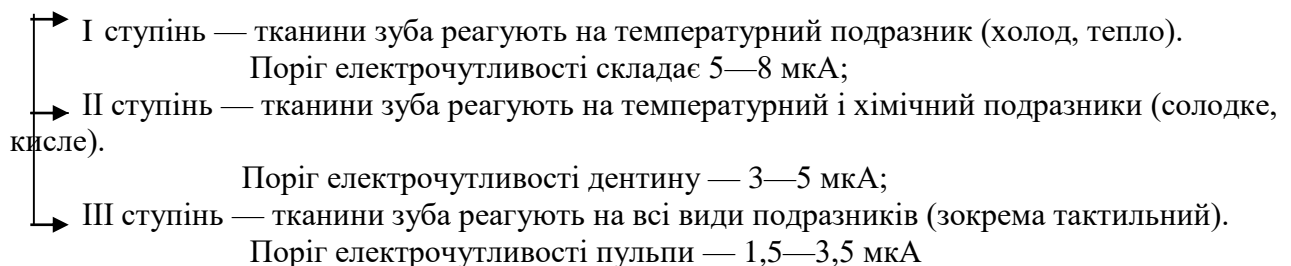 І ступінь — тканини зуба реагують на температурний подразник (холод, тепло).
Поріг електрочутливості складає 5—8 мкА;
ІІ ступінь — тканини зуба реагують на температурний і хімічний подразники (солодке,
кисле).
Поріг електрочутливості дентину — 3—5 мкА;
ІІІ ступінь — тканини зуба реагують на всі види подразників (зокрема тактильний).
Поріг електрочутливості пульпи — 1,5—3,5 мкА